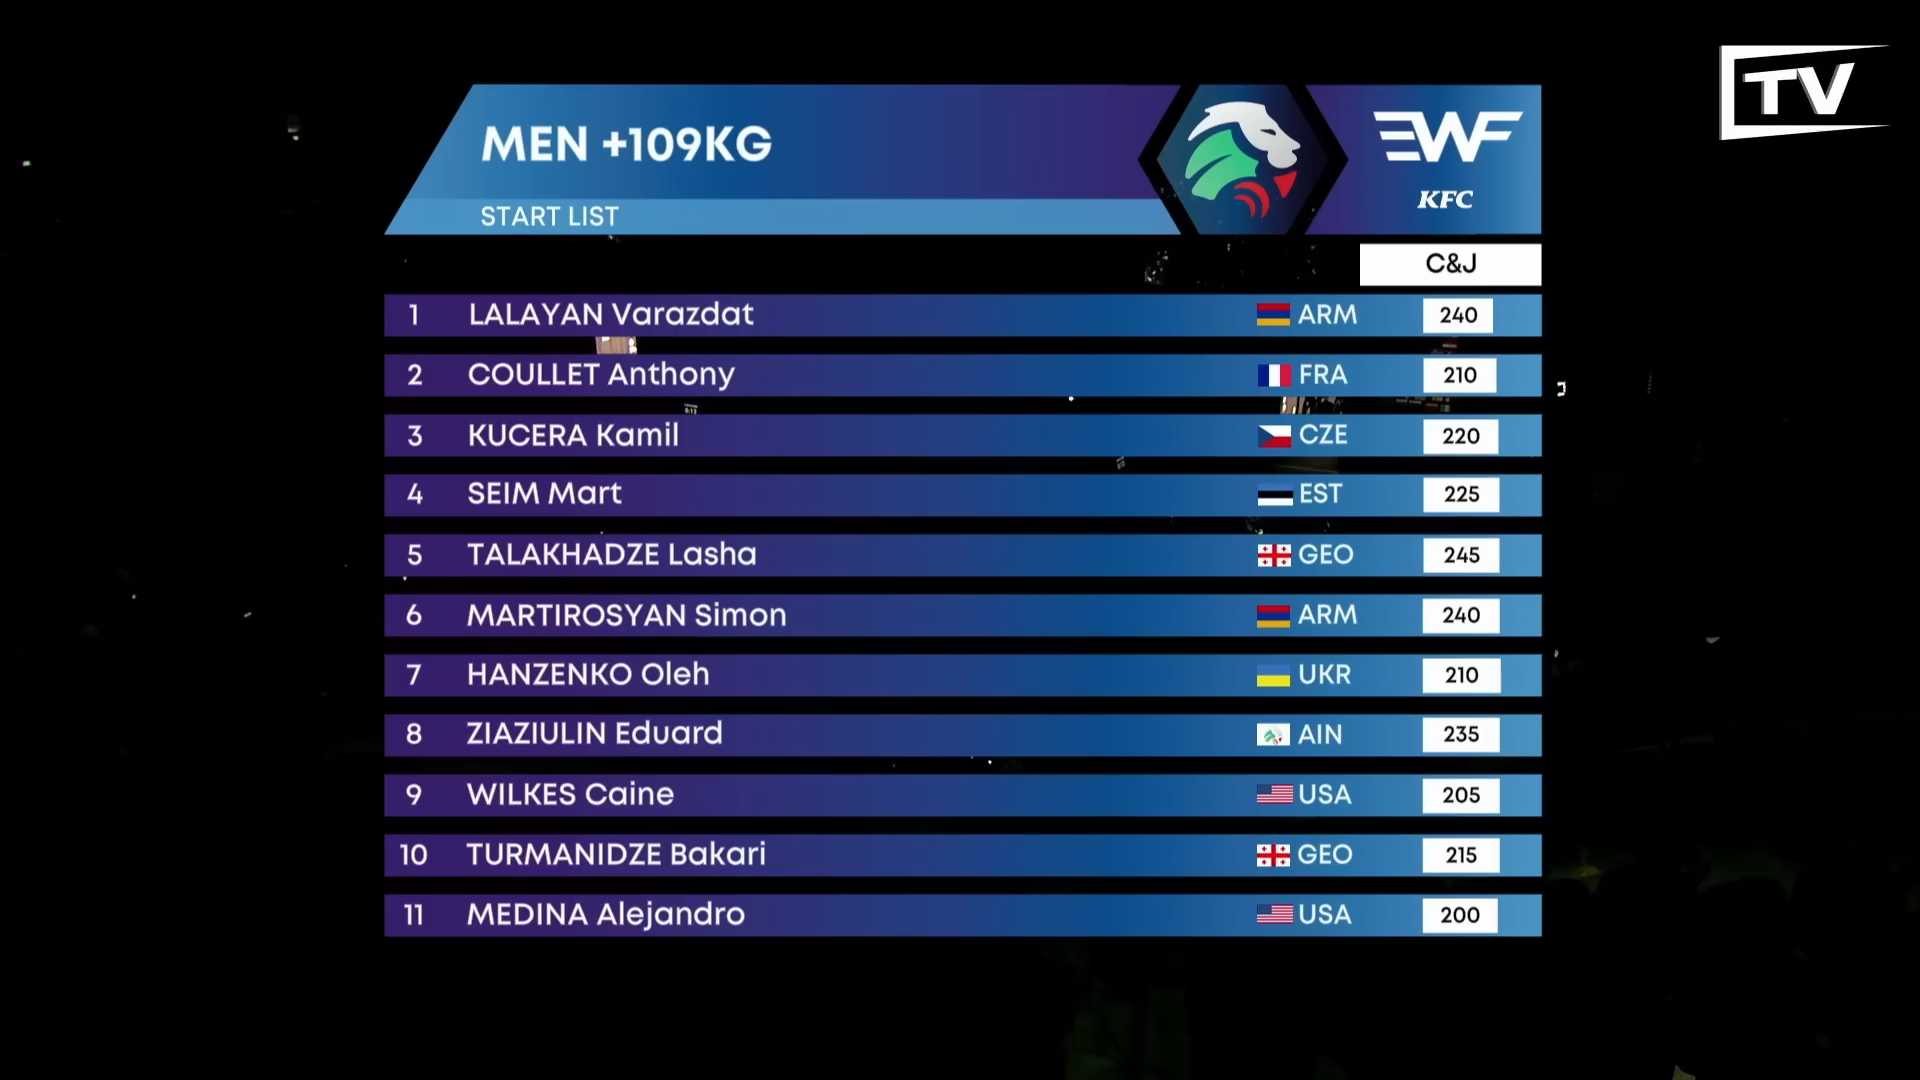 TV
MEN +109KG
EWF
KFC
START LIST
C&J
1 LALAYAN Varazdat ARM 240
2 COULLET Anthony FRA 210
3 KUCERA Kamil CZE 220
4 SEIM Mart EST 225
5 TALAKHADZE Lasha GEO 245
6 MARTIROSYAN Simon ARM 240
7 HANZENKO Oleh UKR 210
8 ZIAZIULIN Eduard AIN 235
9 WILKES Caine USA 205
10 TURMANIDZE Bakari GEO 215
11 MEDINA Alejandro USA 200